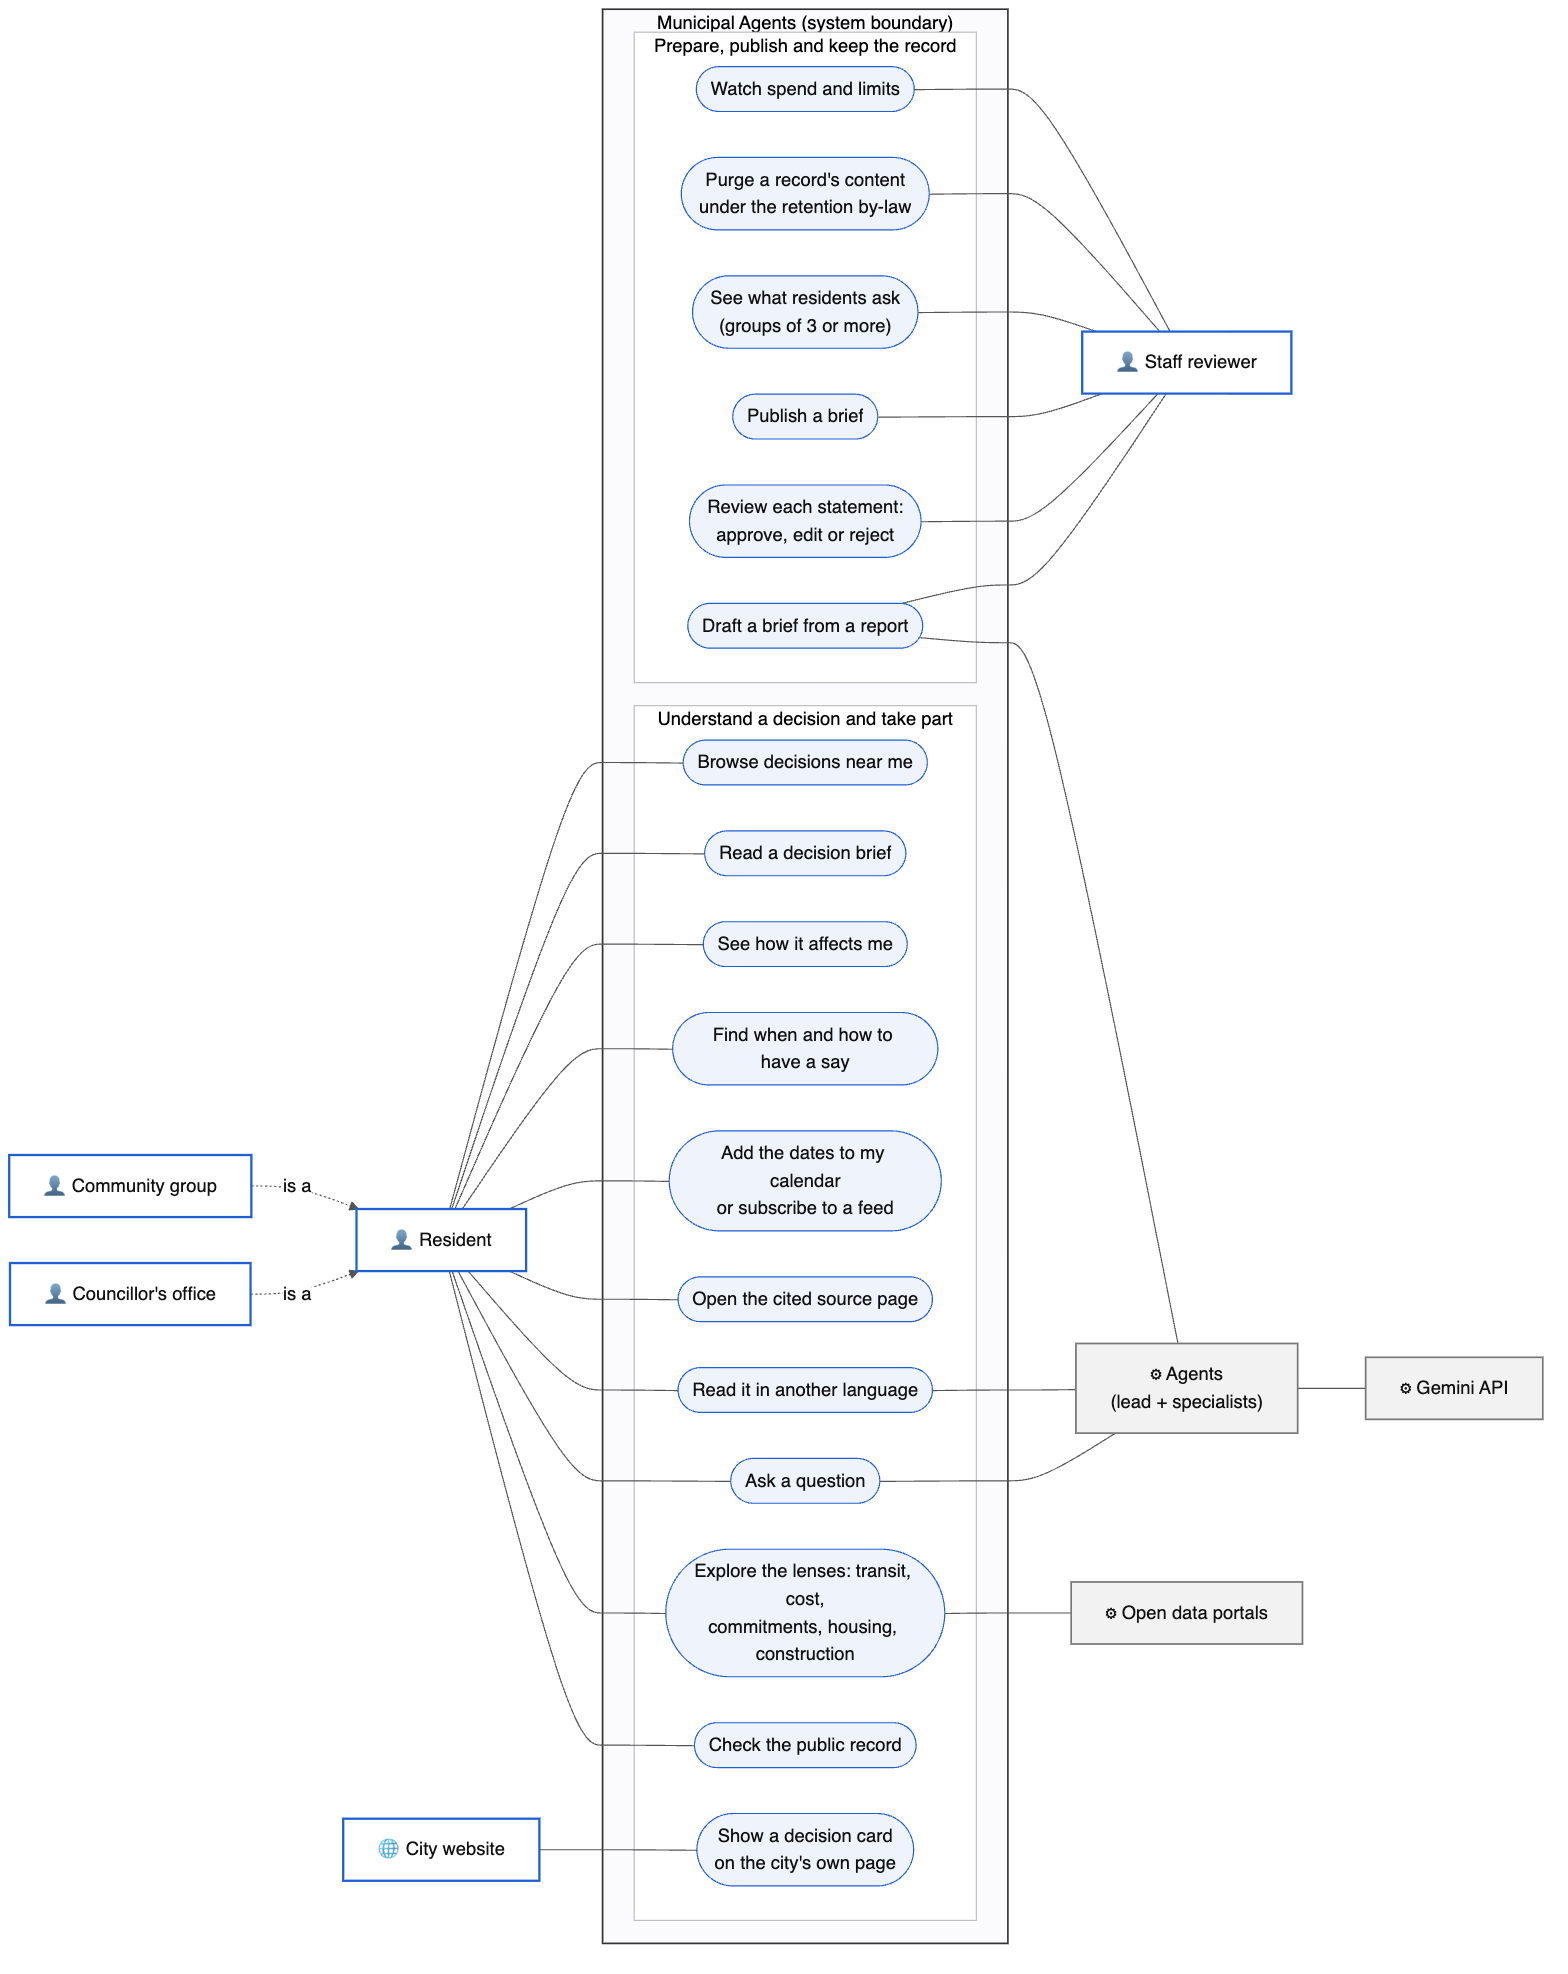 Municipal Agents (system boundary)
Prepare, publish and keep the record
Watch spend and limits
Purge a record's content
under the retention by-law
See what residents ask
(groups of 3 or more)
Staff reviewer
Publish a brief
Review each statement:
approve, edit or reject
Draft a brief from a report
Understand a decision and take part
Browse decisions near me
Read a decision brief
See how it affects me
Find when and how to
have a say
Add the dates to my
calendar
or subscribe to a feed
Community group
is a
Resident
Councillor's office
is a
Open the cited source page
Read it in another language
Agents
(lead + specialists)
Gemini API
Ask a question
Explore the lenses: transit,
cost,
commitments, housing,
construction
Open data portals
Check the public record
City website
Show a decision card
on the city's own page